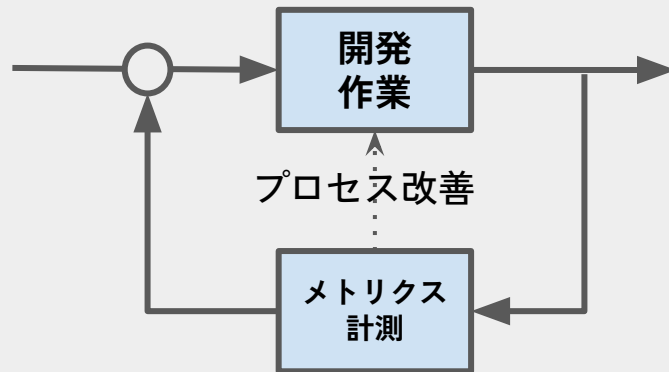 開発
作業
プロセス改善
メトリクス
計測